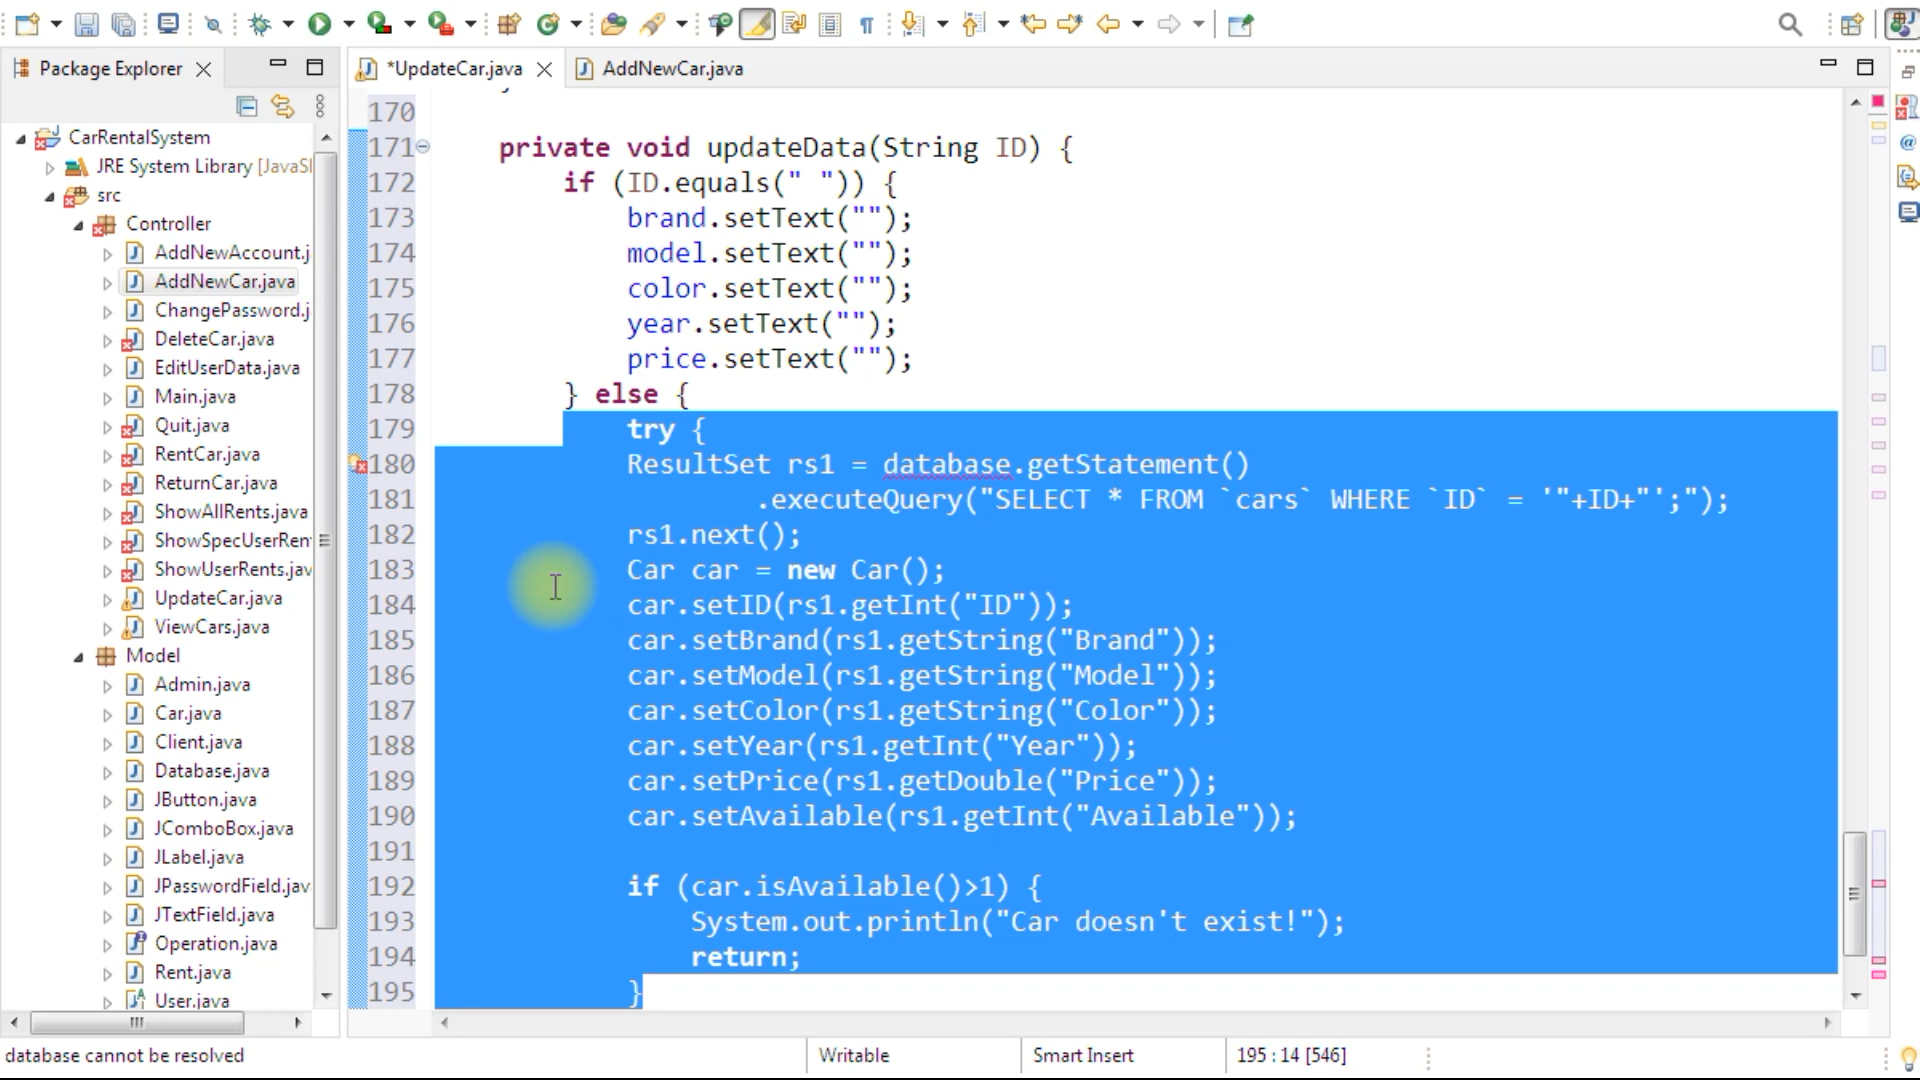 Package Explorer
*UpdateCar.java
AddNewCar.java
CarRentalSystem
JRE System Library [JavaSI
src
Controller
AddNewAccount.j
AddNewCar.java
ChangePassword.j
DeleteCar.java
EditUserData.java
Main.java
Quit.java
RentCar.java
ReturnCar.java
ShowAllRents.java
ShowSpecUserRen
ShowUserRents.jav
UpdateCar.java
ViewCars.java
Model
Admin.java
Car.java
Client.java
Database.java
JButton.java
JComboBox.java
JLabel.java
JPasswordField.jav
JTextField.java
Operation.java
Rent.java
User.java
170
171 private void updateData(String ID) {
172 if (ID.equals(" ")) {
173 brand.setText("");
174 model.setText("");
175 color.setText("");
176 year.setText("");
177 price.setText("");
178 } else {
179 try {
180 ResultSet rs1 = database.getStatement()
181 .executeQuery("SELECT * FROM `cars` WHERE `ID` = '"+ID+"';");
182 rs1.next();
183 Car car = new Car();
184 car.setID(rs1.getInt("ID"));
185 car.setBrand(rs1.getString("Brand"));
186 car.setModel(rs1.getString("Model"));
187 car.setColor(rs1.getString("Color"));
188 car.setYear(rs1.getInt("Year"));
189 car.setPrice(rs1.getDouble("Price"));
190 car.setAvailable(rs1.getInt("Available"));
191
192 if (car.isAvailable()>1) {
193 System.out.println("Car doesn't exist!");
194 return;
195 }
database cannot be resolved
Writable
Smart Insert
195 : 14 [546]